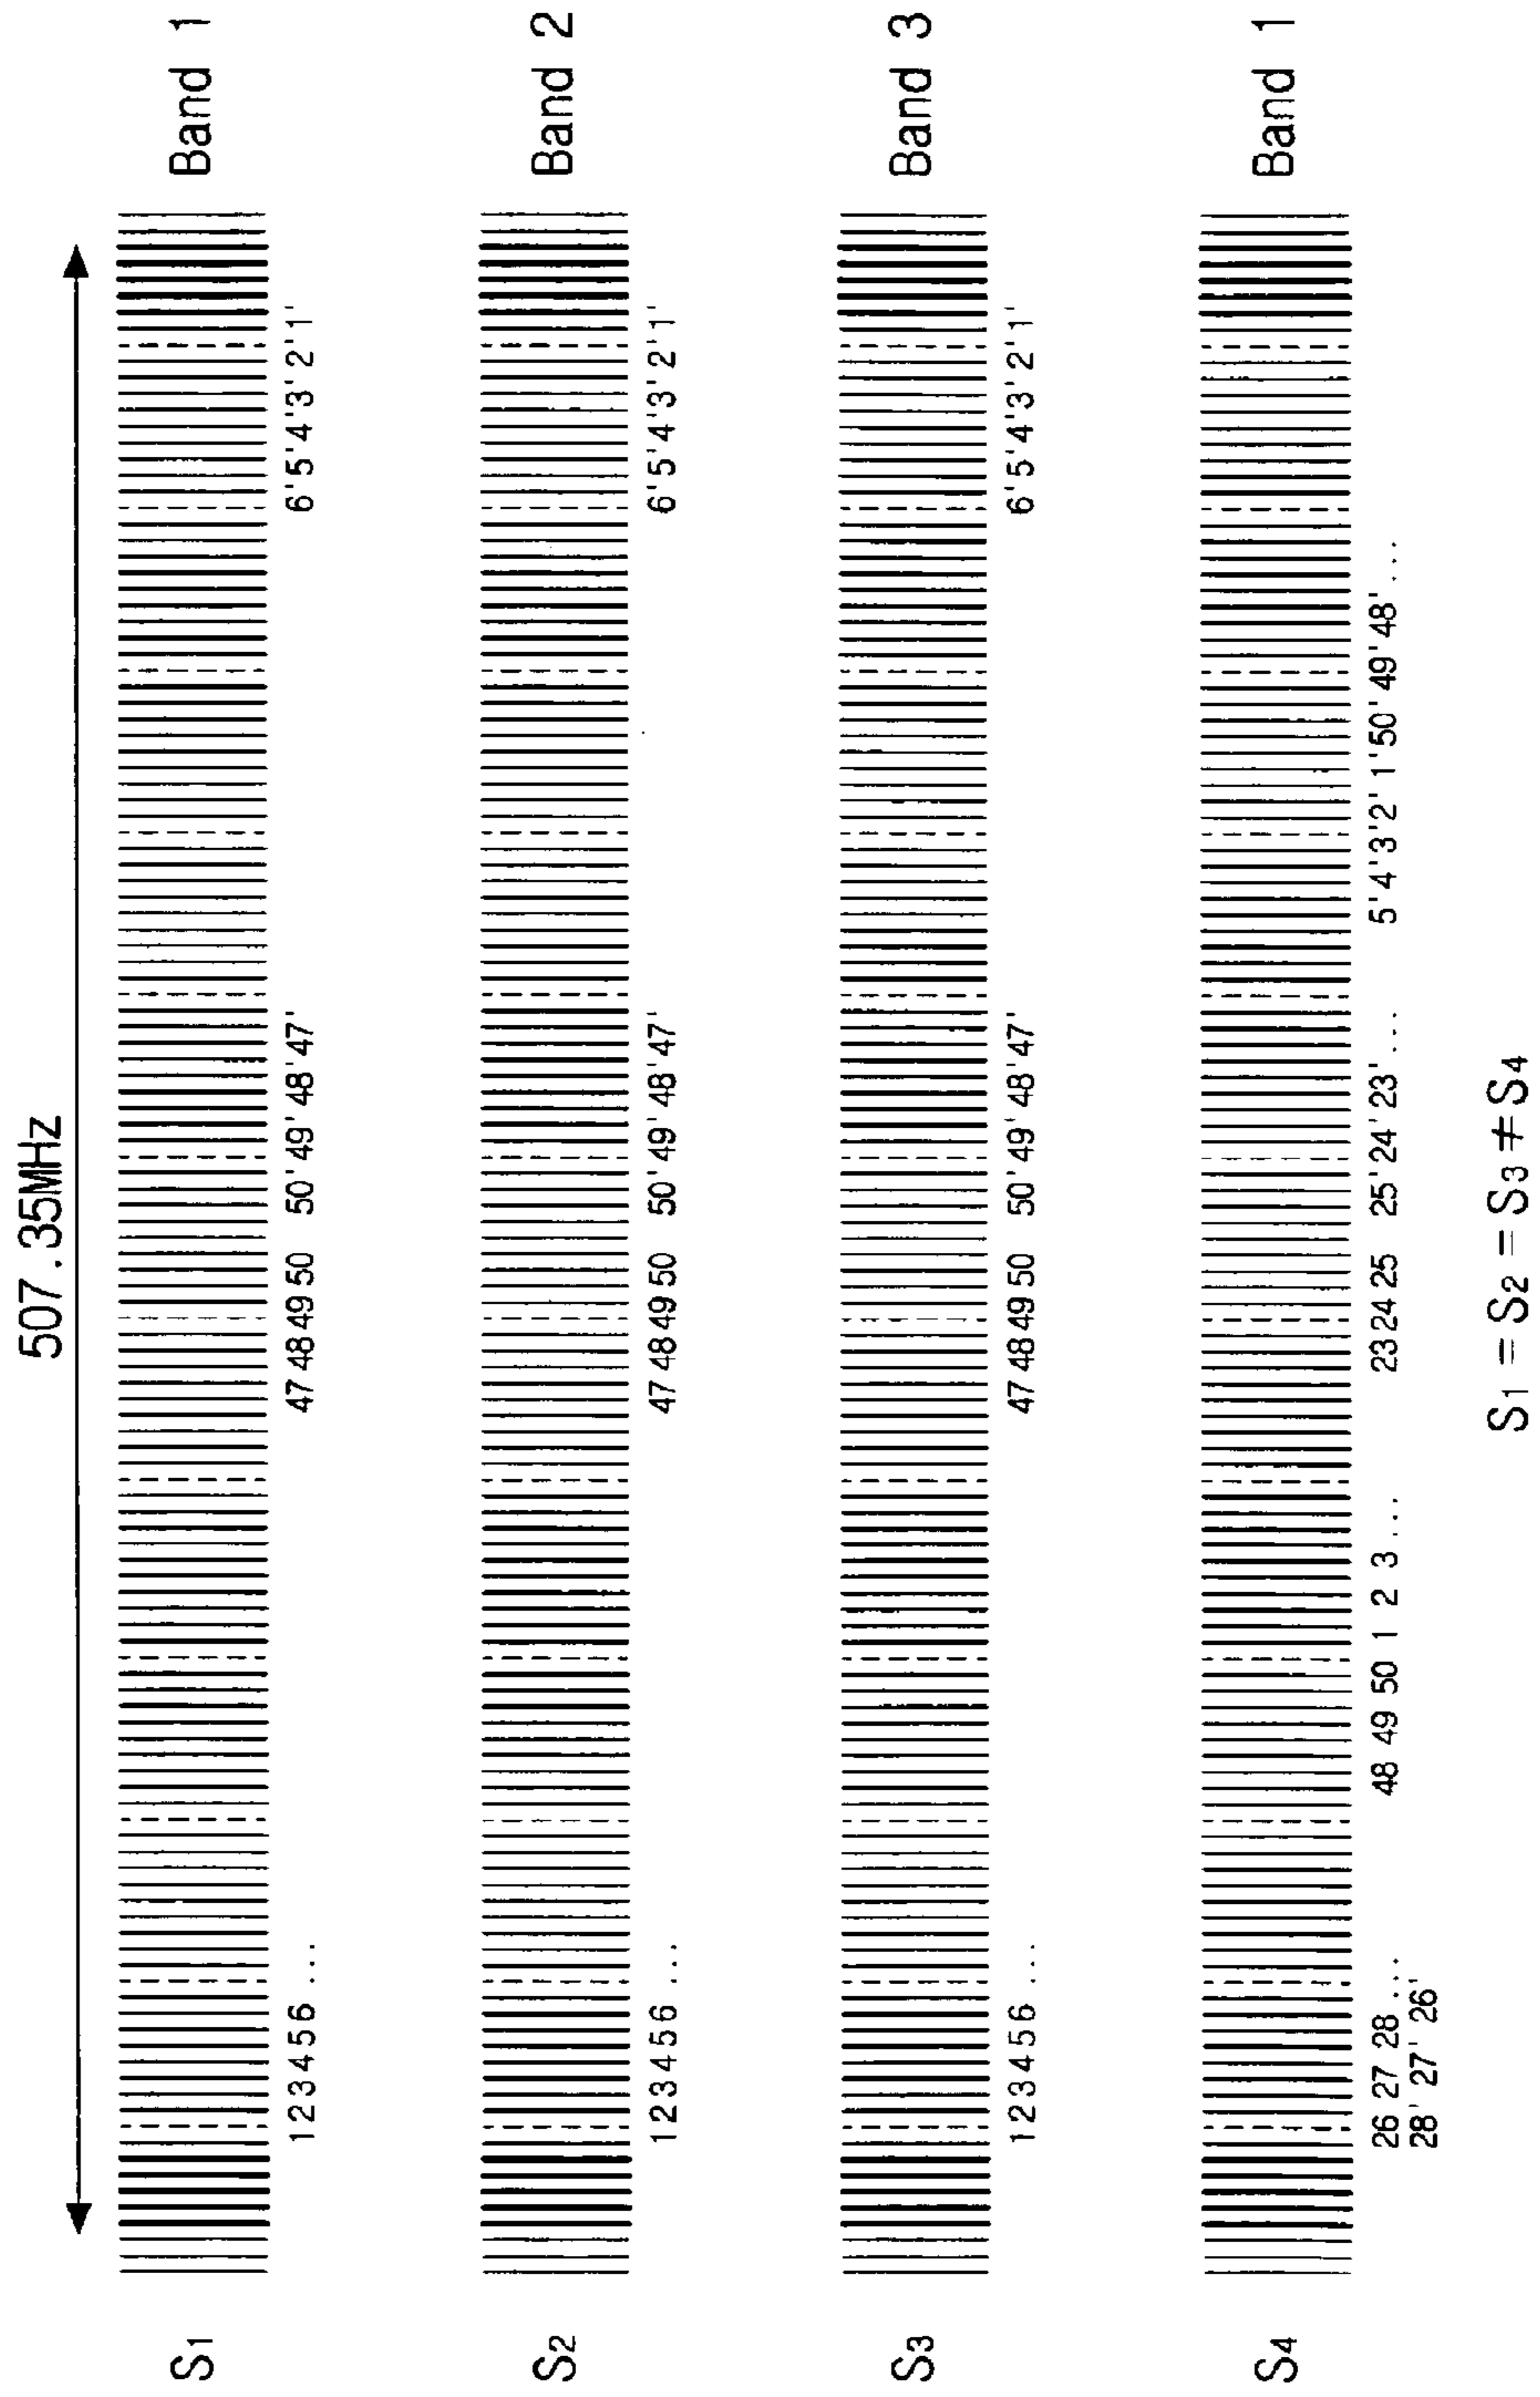 507.35MHz
S1 Band 1
1 2 3 4 5 6 ... 47 48 49 50 50' 49' 48' 47' 6' 5' 4' 3' 2' 1'
S2 Band 2
1 2 3 4 5 6 ... 47 48 49 50 50' 49' 48' 47' 6' 5' 4' 3' 2' 1'
S3 Band 3
1 2 3 4 5 6 ... 47 48 49 50 50' 49' 48' 47' 6' 5' 4' 3' 2' 1'
S4 Band 1
26 27 28 ... 48 49 50 1 2 3 ... 23 24 25 25' 24' 23' ... 5' 4' 3' 2' 1' 50' 49' 48' ...
28' 27' 26'
S1 = S2 = S3 ≠ S4